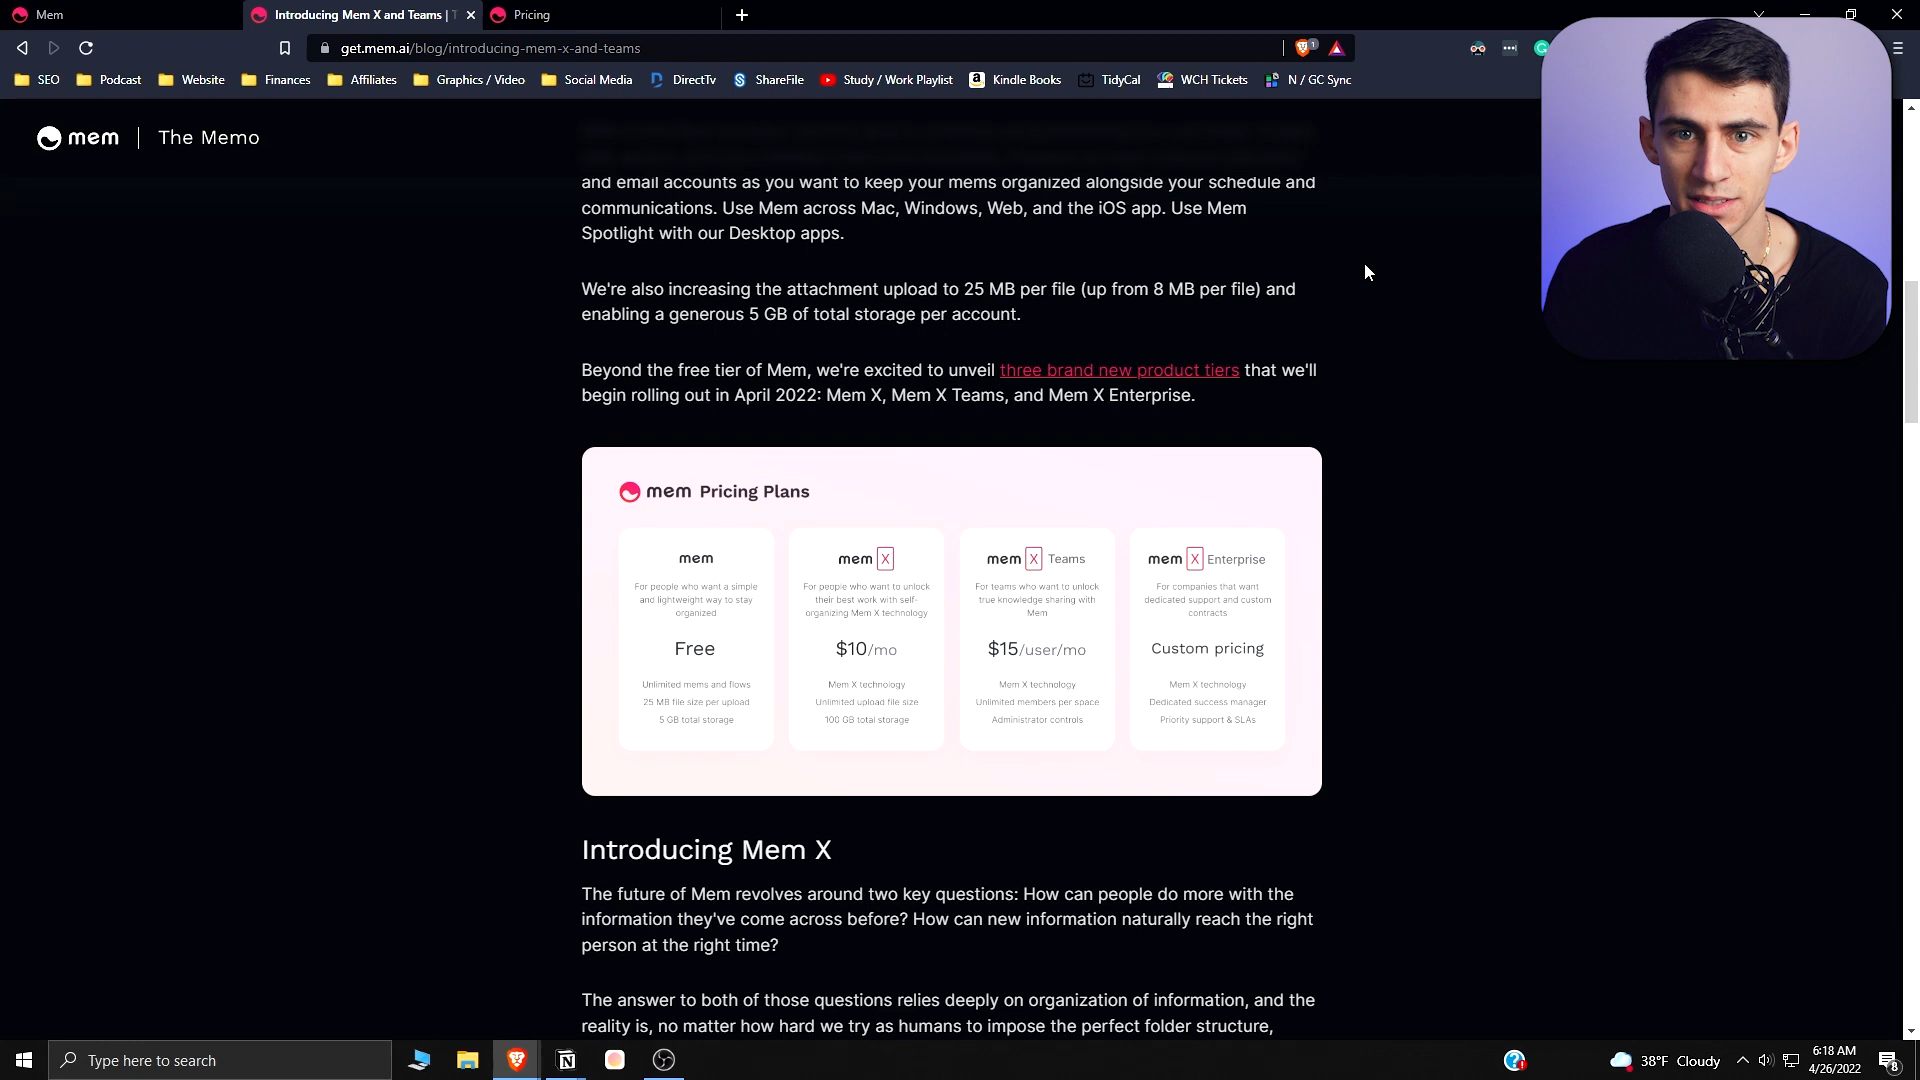 Mem
Introducing Mem X and Teams | T
Pricing
get.mem.ai/blog/introducing-mem-x-and-teams
1
SEO
Podcast
Website
Finances
Affiliates
Graphics / Video
Social Media
DirectTv
ShareFile
Study / Work Playlist
Kindle Books
TidyCal
WCH Tickets
N / GC Sync
mem | The Memo
and email accounts as you want to keep your mems organized alongside your schedule and
communications. Use Mem across Mac, Windows, Web, and the iOS app. Use Mem
Spotlight with our Desktop apps.
We're also increasing the attachment upload to 25 MB per file (up from 8 MB per file) and
enabling a generous 5 GB of total storage per account.
Beyond the free tier of Mem, we're excited to unveil three brand new product tiers that we'll
begin rolling out in April 2022: Mem X, Mem X Teams, and Mem X Enterprise.
mem Pricing Plans
mem
For people who want a simple
and lightweight way to stay
organized
Free
Unlimited mems and flows
25 MB file size per upload
5 GB total storage
mem X
For people who want to unlock
their best work with self-
organizing Mem X technology
$10/mo
Mem X technology
Unlimited upload file size
100 GB total storage
mem X Teams
For teams who want to unlock
true knowledge sharing with
Mem
$15/user/mo
Mem X technology
Unlimited members per space
Administrator controls
mem X Enterprise
For companies that want
dedicated support and custom
contracts
Custom pricing
Mem X technology
Dedicated success manager
Priority support & SLAs
Introducing Mem X
The future of Mem revolves around two key questions: How can people do more with the
information they've come across before? How can new information naturally reach the right
person at the right time?
The answer to both of those questions relies deeply on organization of information, and the
reality is, no matter how hard we try as humans to impose the perfect folder structure,
Type here to search
38°F Cloudy
6:18 AM
4/26/2022
8